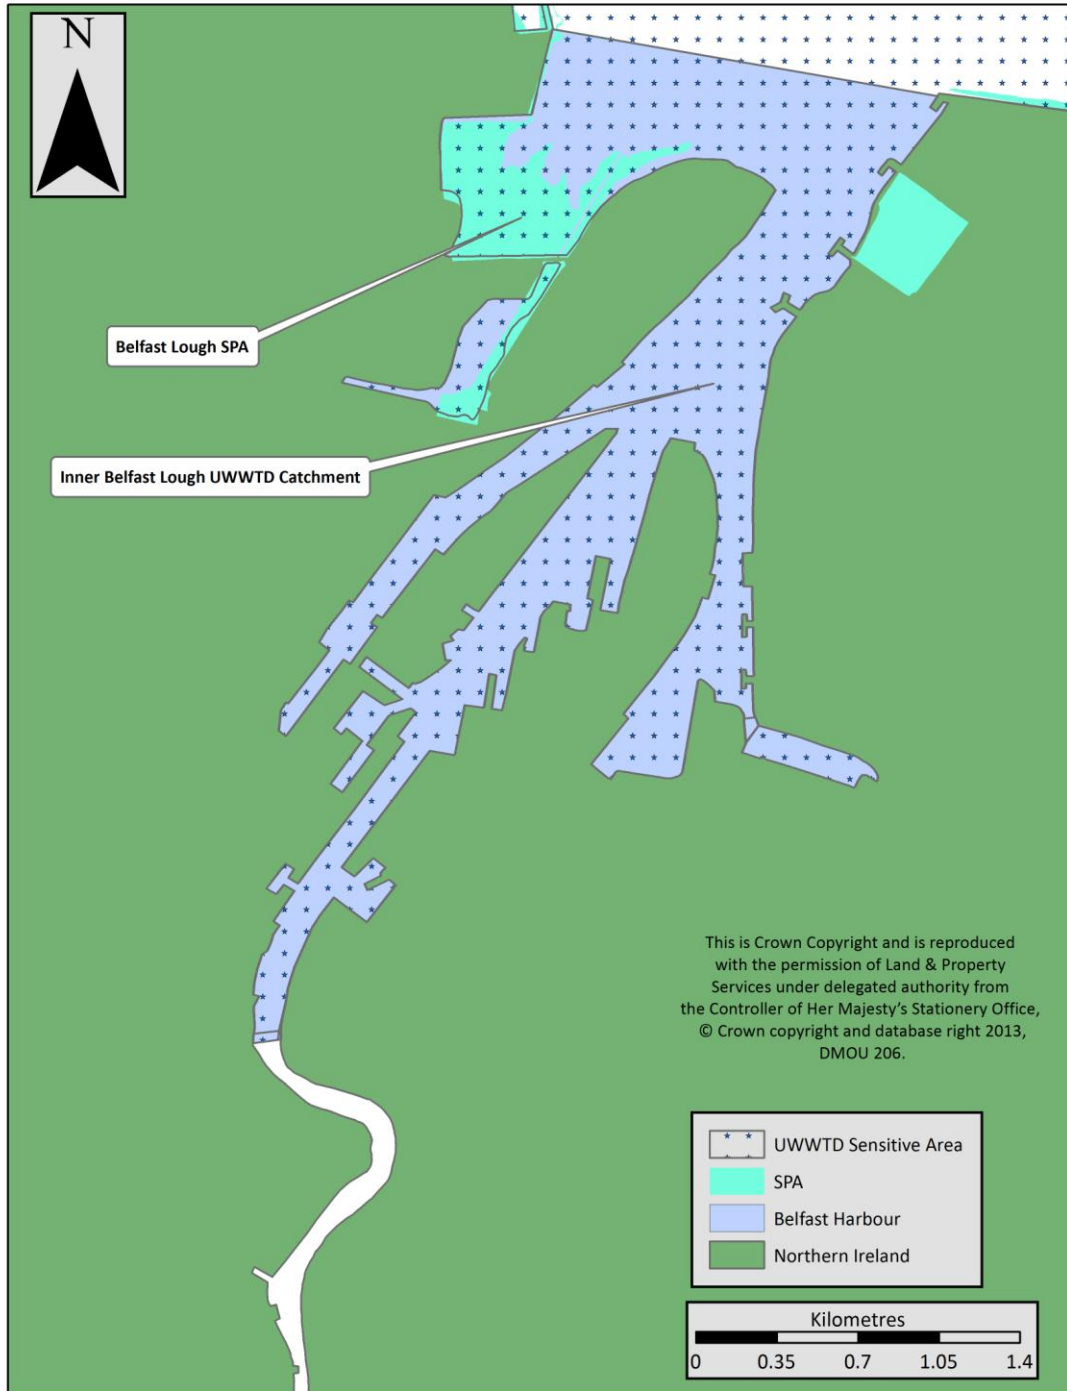 N
Belfast Lough SPA
Inner Belfast Lough UWWTD Catchment
This is Crown Copyright and is reproduced
with the permission of Land & Property
Services under delegated authority from
the Controller of Her Majesty’s Stationery Office,
© Crown copyright and database right 2013,
DMOU 206.
UWWTD Sensitive Area
SPA
Belfast Harbour
Northern Ireland
Kilometres
0 0.35 0.7 1.05 1.4